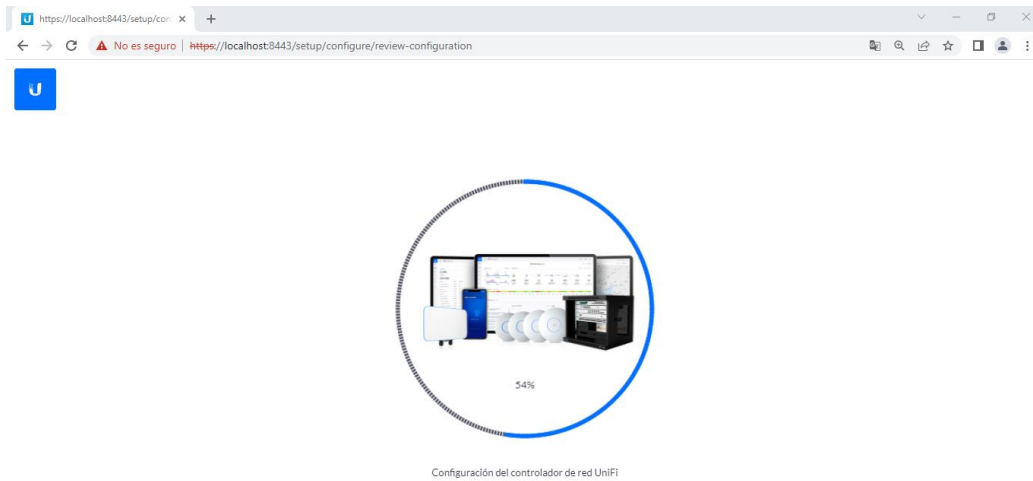 https://localhost:8443/setup/con
No es seguro | https://localhost:8443/setup/configure/review-configuration
54%
Configuración del controlador de red UniFi